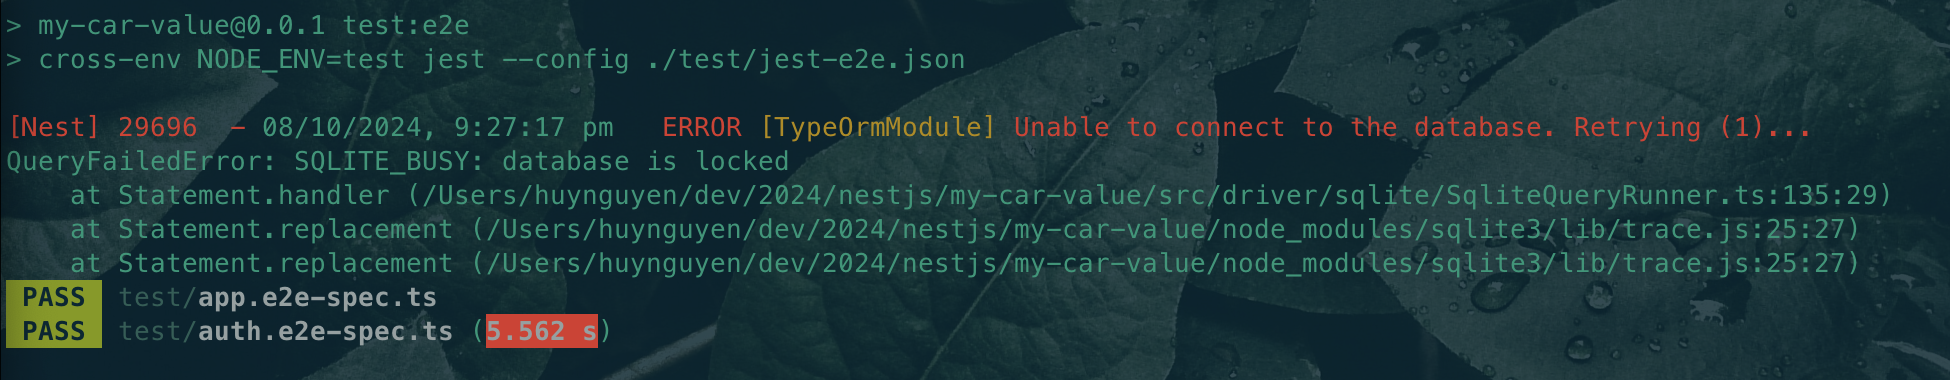 > my-car-value@0.0.1 test:e2e
> cross-env NODE_ENV=test jest --config ./test/jest-e2e.json
[Nest] 29696  - 08/10/2024, 9:27:17 pm   ERROR [TypeOrmModule] Unable to connect to the database. Retrying (1)...
QueryFailedError: SQLITE_BUSY: database is locked
    at Statement.handler (/Users/huynguyen/dev/2024/nestjs/my-car-value/src/driver/sqlite/SqliteQueryRunner.ts:135:29)
    at Statement.replacement (/Users/huynguyen/dev/2024/nestjs/my-car-value/node_modules/sqlite3/lib/trace.js:25:27)
    at Statement.replacement (/Users/huynguyen/dev/2024/nestjs/my-car-value/node_modules/sqlite3/lib/trace.js:25:27)
PASS test/app.e2e-spec.ts
PASS test/auth.e2e-spec.ts (5.562 s)